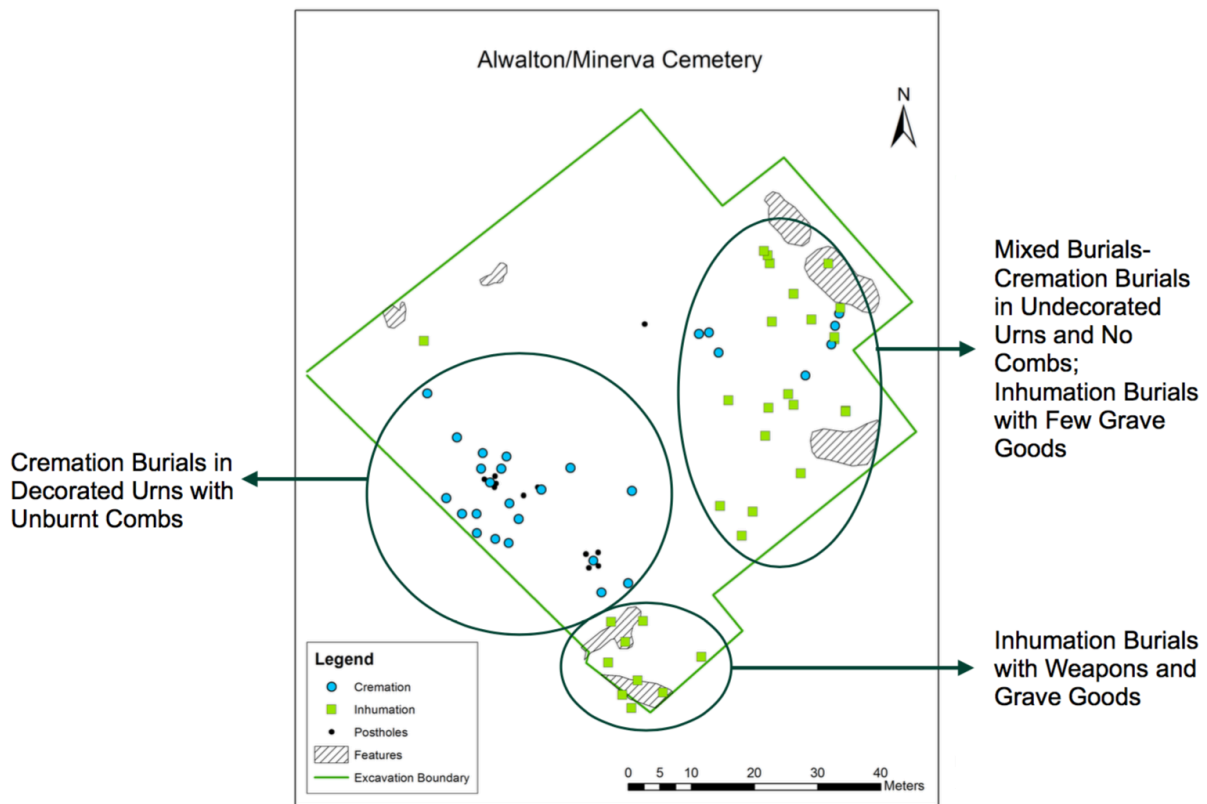 Alwalton/Minerva Cemetery
N
Mixed Burials-
Cremation Burials
in Undecorated
Urns and No
Combs;
Inhumation Burials
with Few Grave
Goods
Cremation Burials in
Decorated Urns with
Unburnt Combs
Inhumation Burials
with Weapons and
Grave Goods
Legend
Cremation
Inhumation
Postholes
Features
Excavation Boundary
0 5 10 20 30 40
Meters